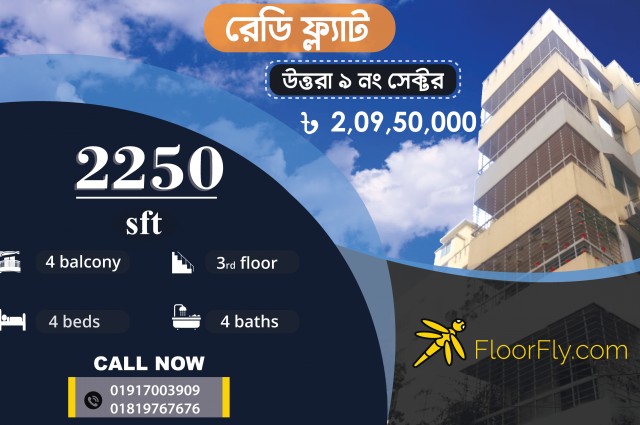 রেডি ফ্ল্যাট
উত্তরা ৯ নং সেক্টর
৳ 2,09,50,000
2250
sft
4 balcony
3rd floor
4 beds
4 baths
CALL NOW
01917003909
01819767676
FloorFly.com